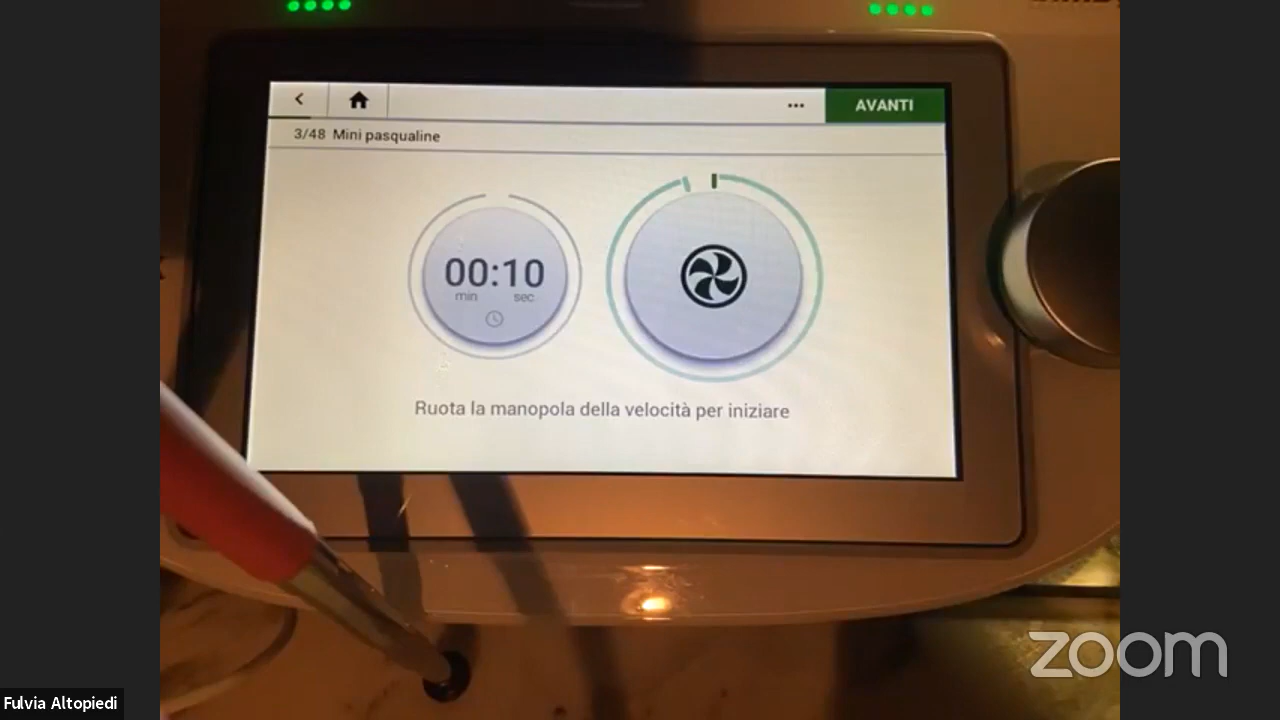 AVANTI
3/48 Mini pasqualine
00:10
min sec
Ruota la manopola della velocità per iniziare
zoom
Fulvia Altopiedi